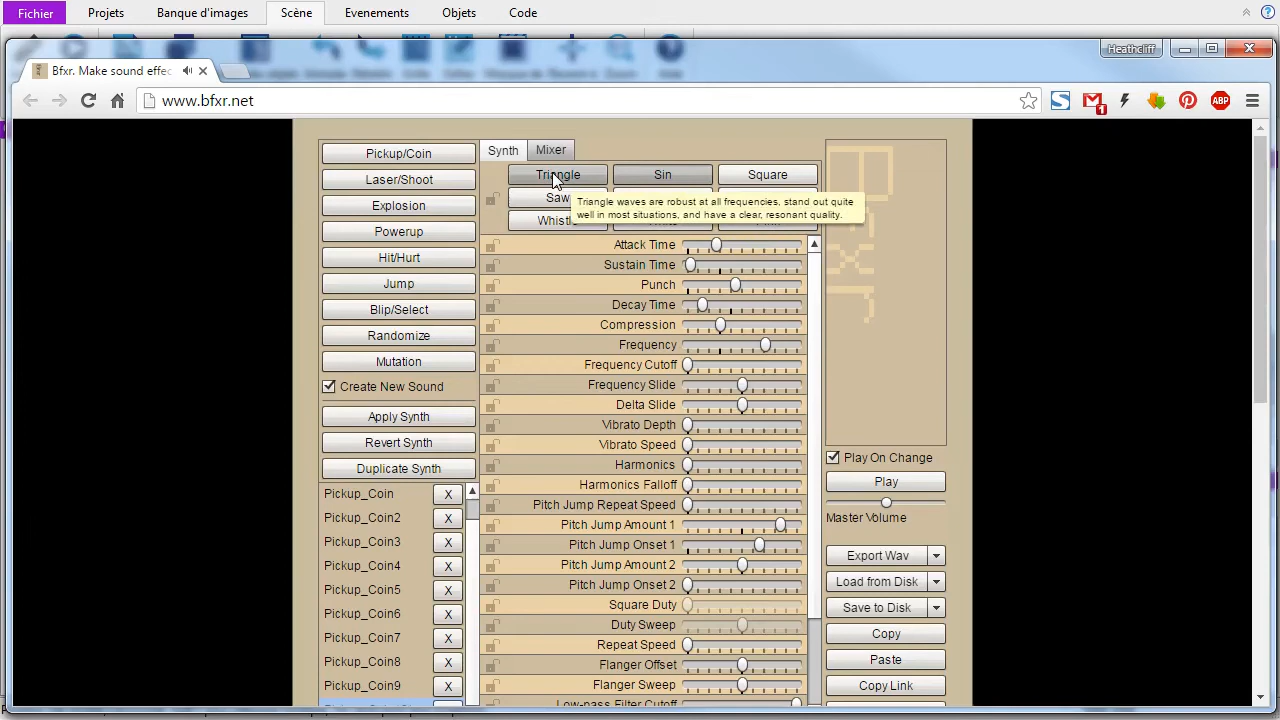 Fichier Projets Banque d'images Scène Evenements Objets Code
Heathcliff
Bfxr. Make sound effec
www.bfxr.net
Pickup/Coin
Laser/Shoot
Explosion
Powerup
Hit/Hurt
Jump
Blip/Select
Randomize
Mutation
Create New Sound
Apply Synth
Revert Synth
Duplicate Synth
Pickup_Coin X
Pickup_Coin2 X
Pickup_Coin3 X
Pickup_Coin4 X
Pickup_Coin5 X
Pickup_Coin6 X
Pickup_Coin7 X
Pickup_Coin8 X
Pickup_Coin9 X
Synth Mixer
Triangle Sin Square
Saw
Triangle waves are robust at all frequencies, stand out quite
well in most situations, and have a clear, resonant quality.
Whistle
Attack Time
Sustain Time
Punch
Decay Time
Compression
Frequency
Frequency Cutoff
Frequency Slide
Delta Slide
Vibrato Depth
Vibrato Speed
Harmonics
Harmonics Falloff
Pitch Jump Repeat Speed
Pitch Jump Amount 1
Pitch Jump Onset 1
Pitch Jump Amount 2
Pitch Jump Onset 2
Square Duty
Duty Sweep
Repeat Speed
Flanger Offset
Flanger Sweep
Low-pass Filter Cutoff
Bfxr
Play On Change
Play
Master Volume
Export Wav
Load from Disk
Save to Disk
Copy
Paste
Copy Link